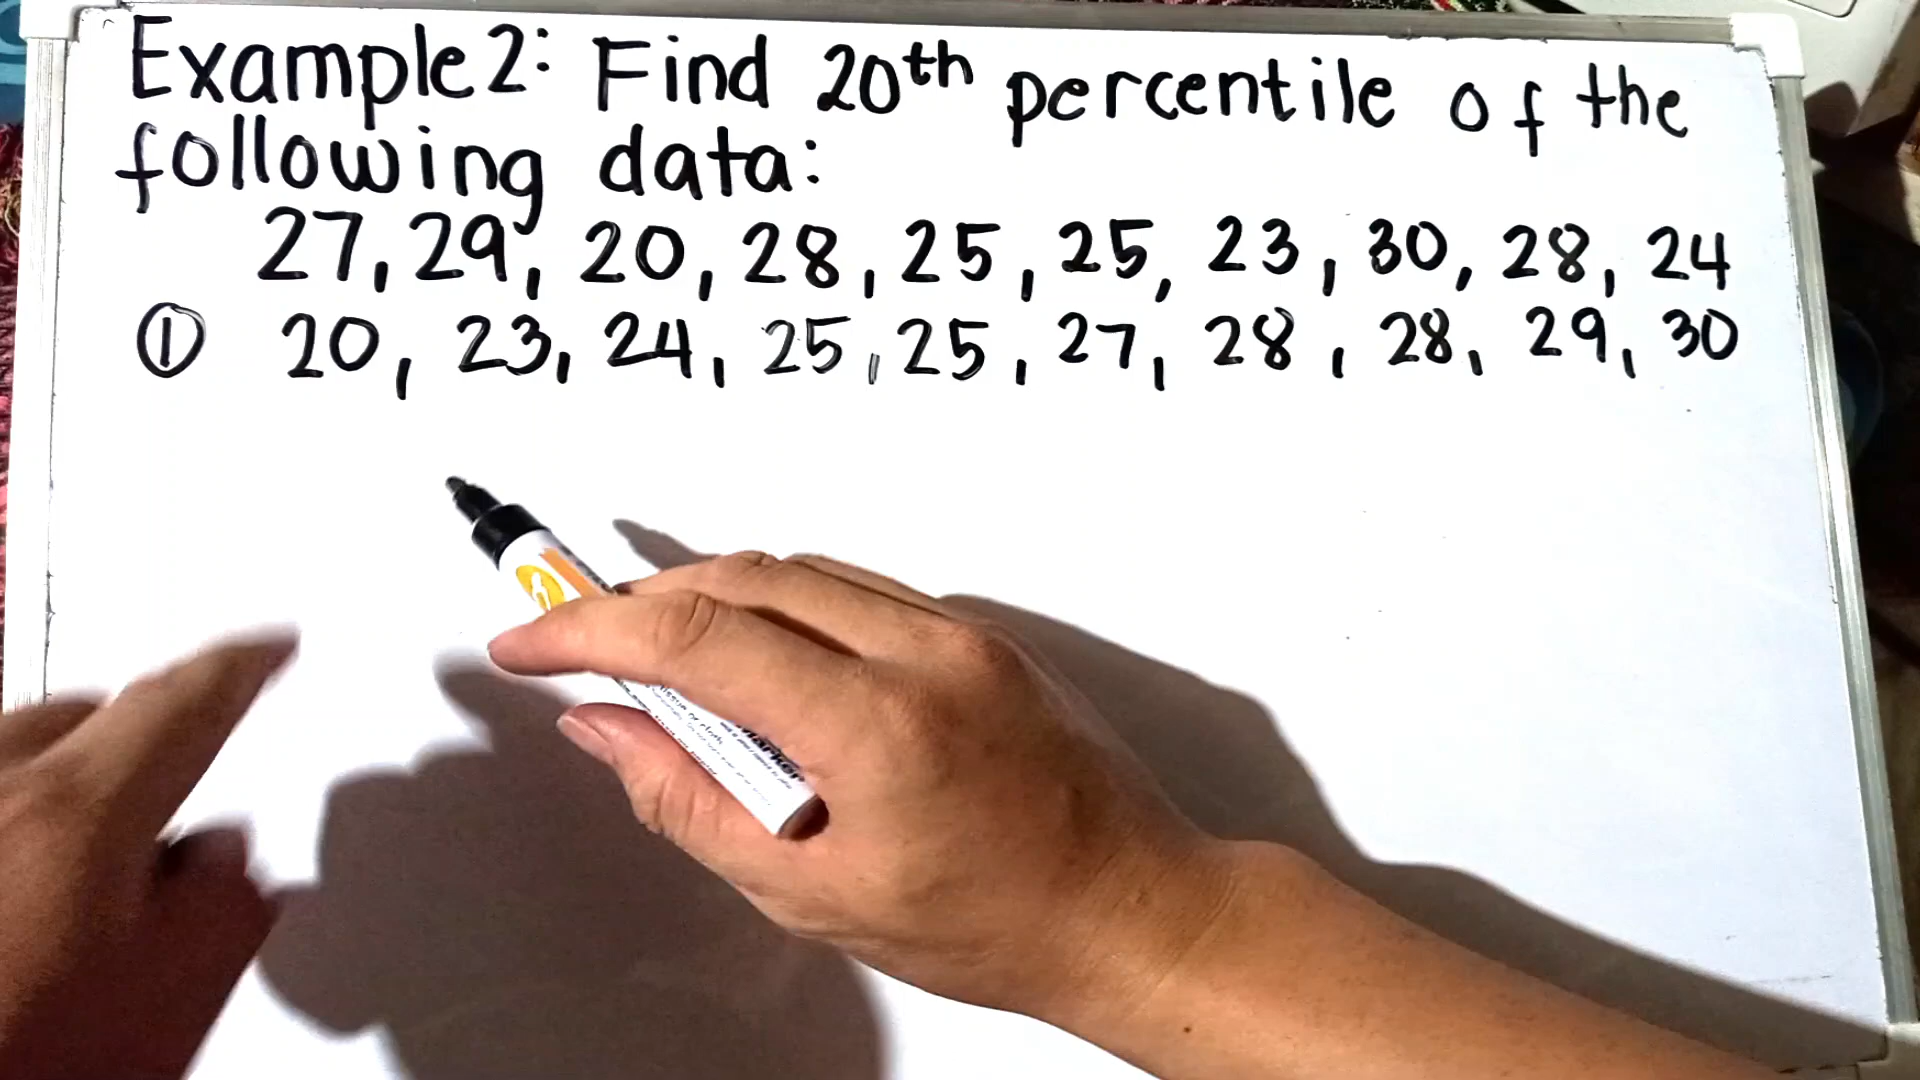 Example 2: Find 20th percentile of the
following data:
27, 29, 20, 28, 25, 25, 23, 30, 28, 24
① 20, 23, 24, 25, 25, 27, 28, 28, 29, 30
marker